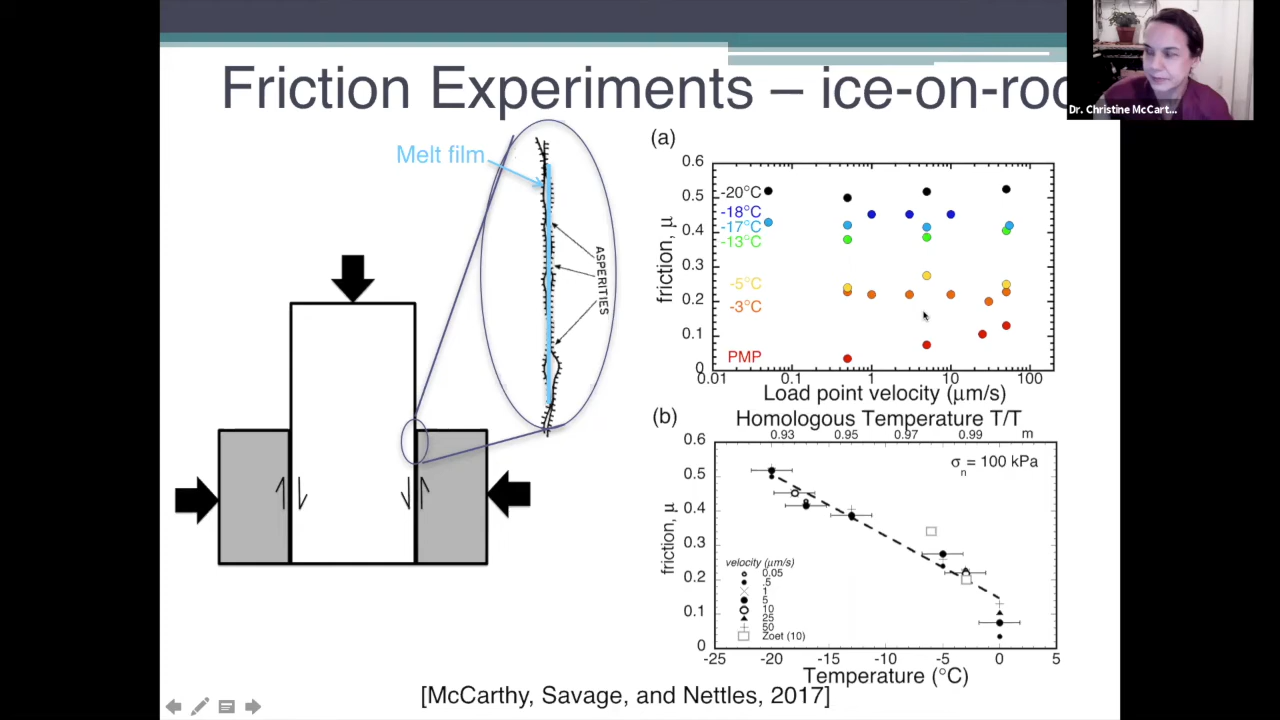 Friction Experiments – ice-on-roc
Dr. Christine McCart...
Melt film
ASPERITIES
(a)
0.6
0.5
0.4
0.3
0.2
0.1
0
friction, μ
-20°C
-18°C
-17°C
-13°C
-5°C
-3°C
PMP
0.01 0.1 1 10 100
Load point velocity (μm/s)
(b)
Homologous Temperature T/T
m
0.93 0.95 0.97 0.99
0.6
0.5
0.4
0.3
0.2
0.1
0
friction, μ
σn = 100 kPa
velocity (μm/s)
0.05
.5
1
5
10
25
50
Zoet (10)
-25 -20 -15 -10 -5 0 5
Temperature (°C)
[McCarthy, Savage, and Nettles, 2017]